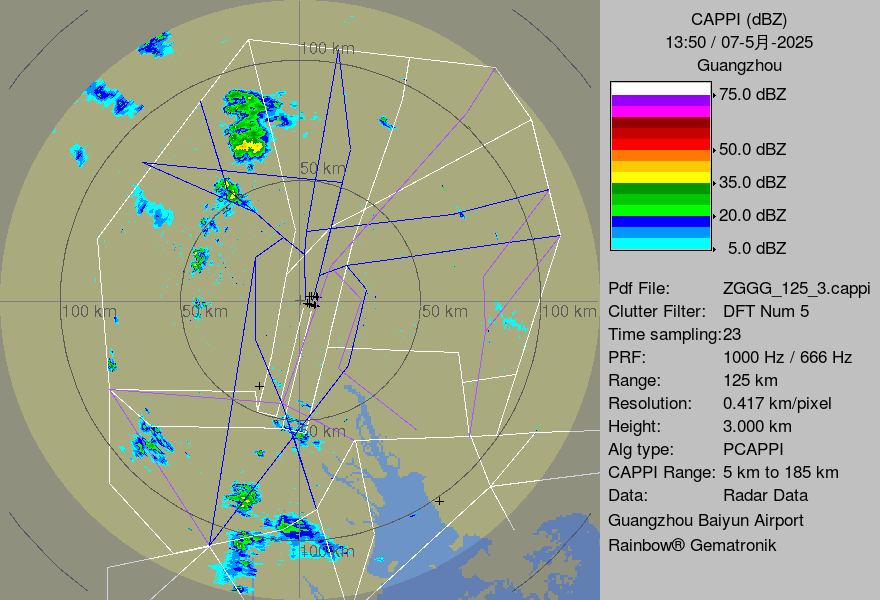 CAPPI (dBZ)
13:50 / 07-5月-2025
Guangzhou
75.0 dBZ
50.0 dBZ
35.0 dBZ
20.0 dBZ
5.0 dBZ
Pdf File: ZGGG_125_3.cappi
Clutter Filter: DFT Num 5
Time sampling:23
PRF: 1000 Hz / 666 Hz
Range: 125 km
Resolution: 0.417 km/pixel
Height: 3.000 km
Alg type: PCAPPI
CAPPI Range: 5 km to 185 km
Data: Radar Data
Guangzhou Baiyun Airport
Rainbow® Gematronik
100 km
50 km
100 km
50 km
50 km
100 km
50 km
100 km